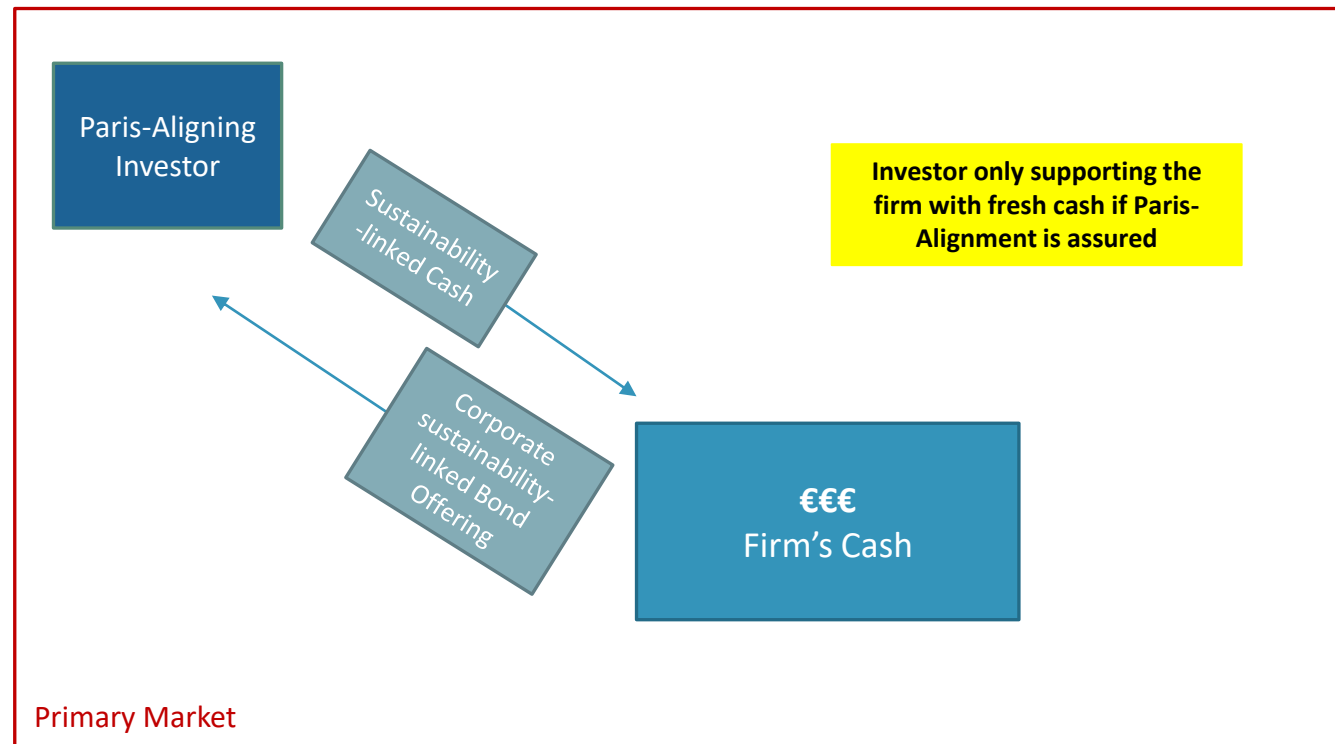 Paris-Aligning
Investor
Sustainability
-linked Cash
Investor only supporting the
firm with fresh cash if Paris-
Alignment is assured
Corporate
sustainability-
linked Bond
Offering
€€€
Firm’s Cash
Primary Market